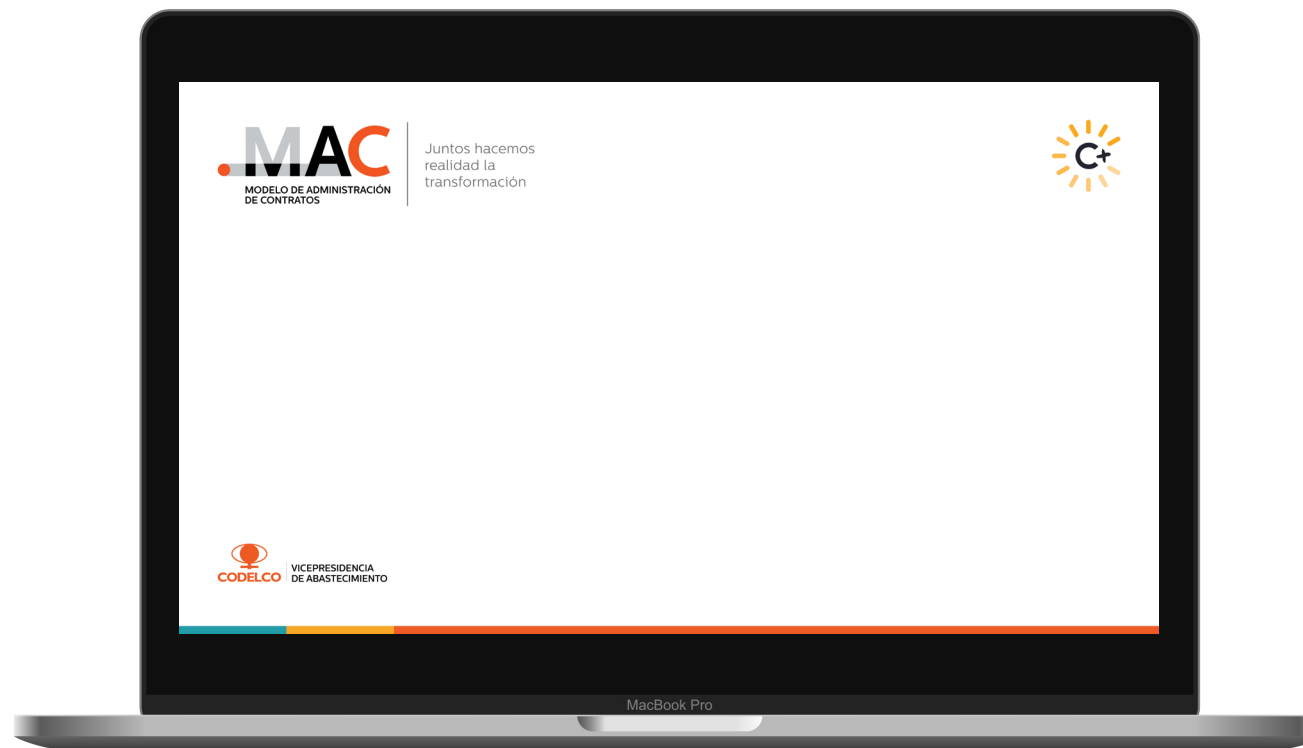 .MAC
MODELO DE ADMINISTRACIÓN
DE CONTRATOS
Juntos hacemos
realidad la
transformación
C+
CODELCO
VICEPRESIDENCIA
DE ABASTECIMIENTO
MacBook Pro